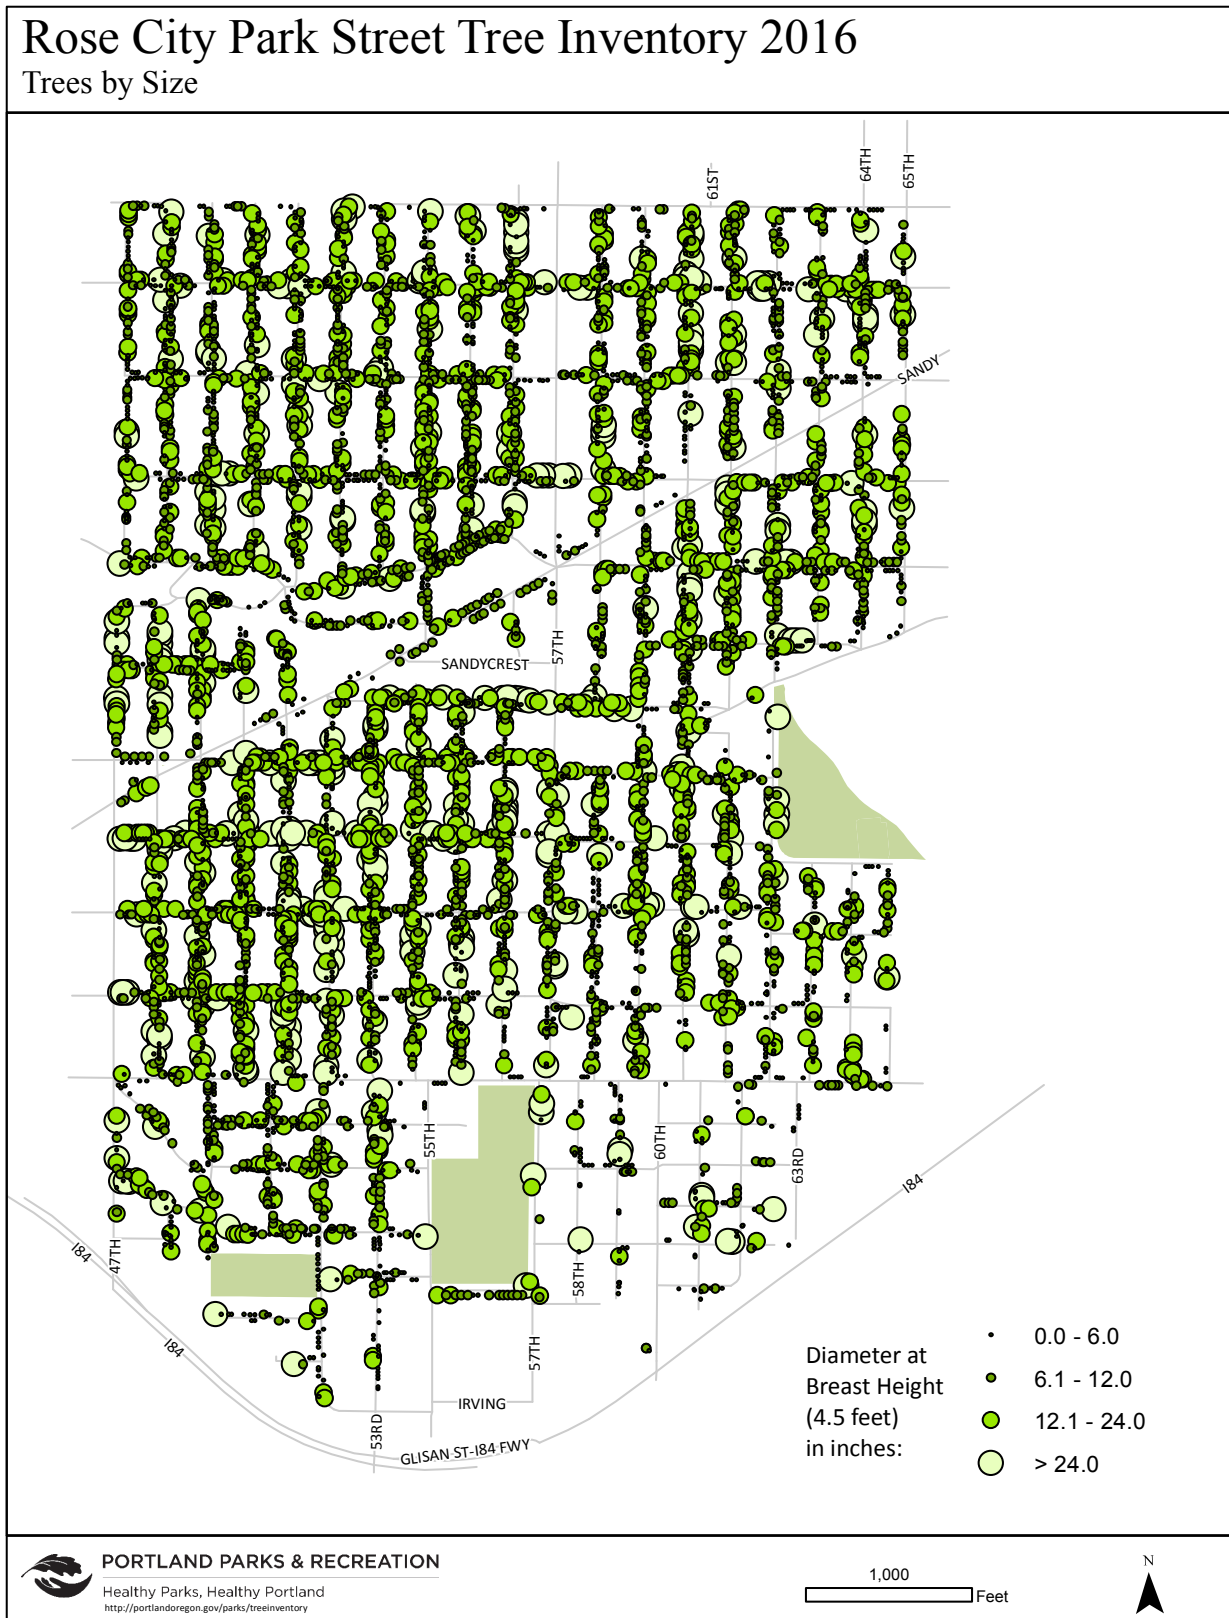 Rose City Park Street Tree Inventory 2016
Trees by Size
61ST
64TH
65TH
SANDY
57TH
SANDYCREST
55TH
60TH
63RD
I84
47TH
I84
58TH
I84
57TH
IRVING
53RD
GLISAN ST-I84 FWY
Diameter at
Breast Height
(4.5 feet)
in inches:
0.0 - 6.0
6.1 - 12.0
12.1 - 24.0
> 24.0
PORTLAND PARKS & RECREATION
Healthy Parks, Healthy Portland
http://portlandoregon.gov/parks/treeinventory
1,000
Feet
N